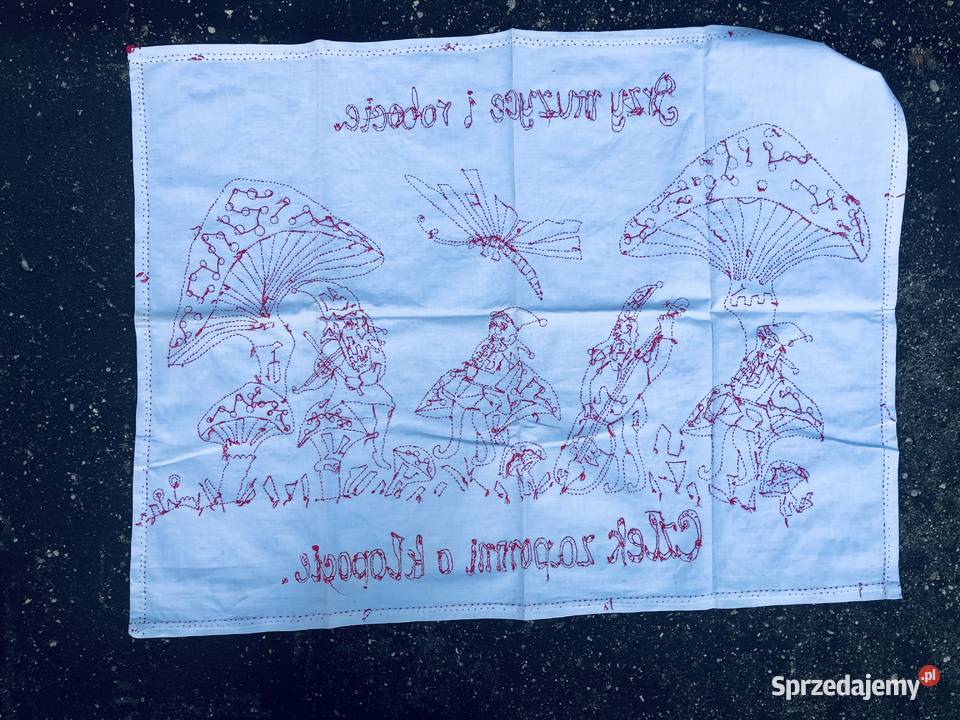 Przy muzyce i robocie
Człek zapomni o kłopocie.
Sprzedajemy.pl